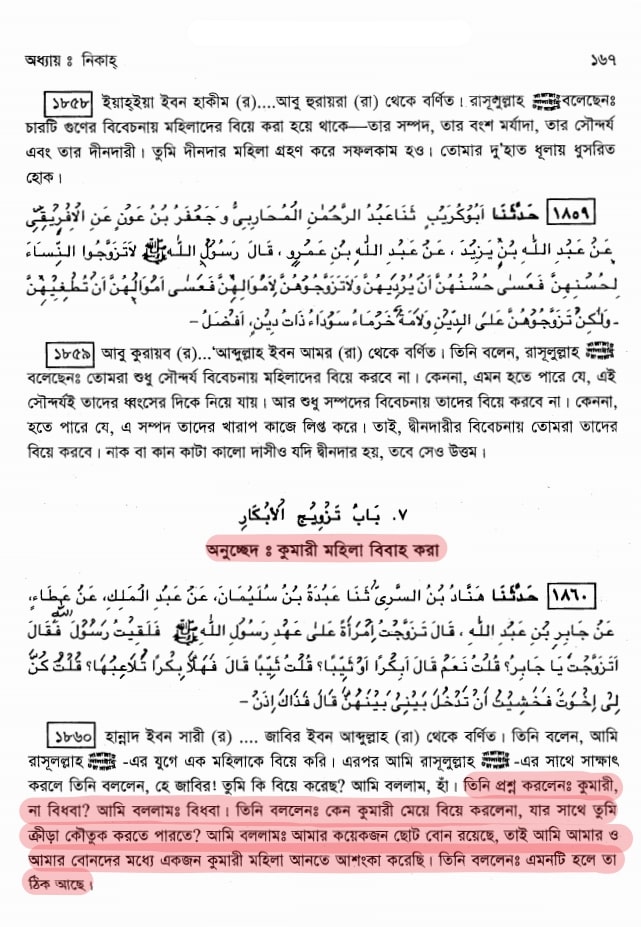 অধ্যায় ঃ নিকাহ্ ১৬৭
১৮৫৮ ইয়াহ্ইয়া ইবন হাকীম (র)....আবু হুরায়রা (রা) থেকে বর্ণিত। রাসূলুল্লাহ ﷺ বলেছেনঃ
চারটি গুণের বিবেচনায় মহিলাদের বিয়ে করা হয়ে থাকে—তার সম্পদ, তার বংশ মর্যাদা, তার সৌন্দর্য
এবং তার দীনদারী। তুমি দীনদার মহিলা গ্রহণ করে সফলকাম হও। তোমার দু'হাত ধূলায় ধুসরিত
হোক।
١٨٥٩ حَدَّثَنَا اَبُوْكُرَيْبٍ ثَنَا عَبْدُ الرَّحْمٰنِ الْمُحَارِبِىُّ وَجَعْفَرُ بْنُ عَوْنٍ عَنِ الْاِفْرِيْقِىِّ
عَنْ عَبْدِ اللّٰهِ بْنِ يَزِيْدَ ، عَنْ عَبْدِ اللّٰهِ بْنِ عَمْرٍو ، قَالَ رَسُوْلُ اللّٰهِ ﷺ لاَتَزَوَّجُوا النِّسَاءَ
لِحُسْنِهِنَّ فَعَسٰى حُسْنُهُنَّ اَنْ يُرْدِيَهُنَّ وَلاَتَزَوَّجُوْهُنَّ لِاَمْوَالِهِنَّ فَعَسٰى اَمْوَالُهُنَّ اَنْ تُطْغِيَهُنَّ
- وَلٰكِنْ تَزَوَّجُوْهُنَّ عَلَى الدِّيْنِ وَلاَمَةٌ خَرْمَاءُ سَوْدَاءُ ذَاتُ دِيْنٍ، اَفْضَلُ
১৮৫৯ আবু কুরায়ব (র)...'আব্দুল্লাহ ইবন আমর (রা) থেকে বর্ণিত। তিনি বলেন, রাসূলুল্লাহ ﷺ
বলেছেনঃ তোমরা শুধু সৌন্দর্য বিবেচনায় মহিলাদের বিয়ে করবে না। কেননা, এমন হতে পারে যে, এই
সৌন্দর্যই তাদের ধ্বংসের দিকে নিয়ে যায়। আর শুধু সম্পদের বিবেচনায় তাদের বিয়ে করবে না। কেননা,
হতে পারে যে, এ সম্পদ তাদের খারাপ কাজে লিপ্ত করে। তাই, দ্বীনদারীর বিবেচনায় তোমরা তাদের
বিয়ে করবে। নাক বা কান কাটা কালো দাসীও যদি দ্বীনদার হয়, তবে সেও উত্তম।
٧. بَابُ تَزْوِيْجِ الْاَبْكَارِ
অনুচ্ছেদ ঃ কুমারী মহিলা বিবাহ করা
١٨٦٠ حَدَّثَنَا هَنَّادُ بْنُ السَّرِىِّ ثَنَا عَبْدَةُ بْنُ سُلَيْمَانَ، عَنْ عَبْدِ الْمَلِكِ، عَنْ عَطَاءٍ،
عَنْ جَابِرِ بْنِ عَبْدِ اللّٰهِ ، قَالَ تَزَوَّجْتُ اِمْرَاَةً عَلٰى عَهْدِ رَسُوْلِ اللّٰهِ ﷺ فَلَقِيْتُ رَسُوْلَ اللّٰهِ فَقَالَ
اَتَزَوَّجْتَ يَا جَابِرُ؟ قُلْتُ نَعَمْ قَالَ اَبِكْرًا اَوْ ثَيِّبًا؟ قُلْتُ ثَيِّبًا قَالَ فَهَلاَّ بِكْرًا تُلاَعِبُهَا؟ قُلْتُ كُنَّ
لِىْ اِخْوَتٌ فَخَشِيْتُ اَنْ تَدْخُلَ بَيْنِىْ بَيْنَهُنَّ قَالَ فَذَاكَ اِذَنْ-
১৮৬০ হান্নাদ ইবন সারী (র) .... জাবির ইবন আব্দুল্লাহ (রা) থেকে বর্ণিত। তিনি বলেন, আমি
রাসূলল্লাহ ﷺ -এর যুগে এক মহিলাকে বিয়ে করি। এরপর আমি রাসূলুল্লাহ ﷺ -এর সাথে সাক্ষাৎ
করলে তিনি বললেন, হে জাবির! তুমি কি বিয়ে করেছ? আমি বললাম, হাঁ। তিনি প্রশ্ন করলেনঃ কুমারী,
না বিধবা? আমি বললামঃ বিধবা। তিনি বললেনঃ কেন কুমারী মেয়ে বিয়ে করলেনা, যার সাথে তুমি
ক্রীড়া কৌতুক করতে পারতে? আমি বললামঃ আমার কয়েকজন ছোট বোন রয়েছে, তাই আমি আমার ও
আমার বোনদের মধ্যে একজন কুমারী মহিলা আনতে আশংকা করেছি। তিনি বললেনঃ এমনটি হলে তা
ঠিক আছে।